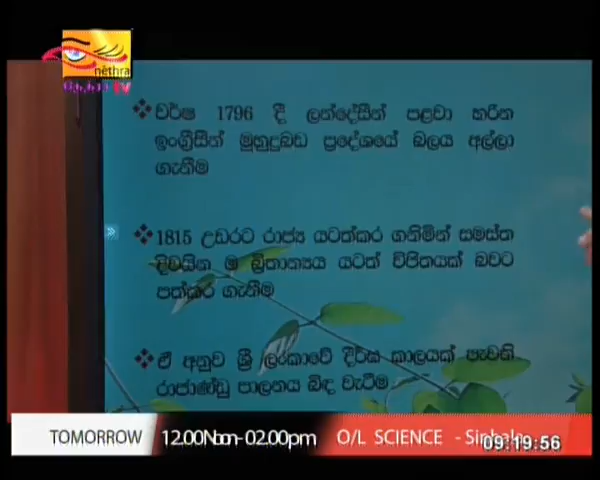 nethra
TV
❖ වර්ෂ 1796 දී ලන්දේසීන් පළවා හරින
ඉංග්‍රීසීන් මුහුදුබඩ ප්‍රදේශයේ බලය අල්ලා
ගැනීම
❖ 1815 උඩරට රාජ්‍ය යටත්කර ගනිමින් සමස්ත
දිවයින ම බ්‍රිතාන්‍යය යටත් විජිතයක් බවට
පත්කර ගැනීම
❖ ඒ අනුව ශ්‍රී ලංකාවේ දීර්ඝ කාලයක් පැවති
රාජාණ්ඩු පාලනය බිඳ වැටීම
TOMORROW 12.00Noon- 02.00pm O/L SCIENCE - Sinhala
09:19:56